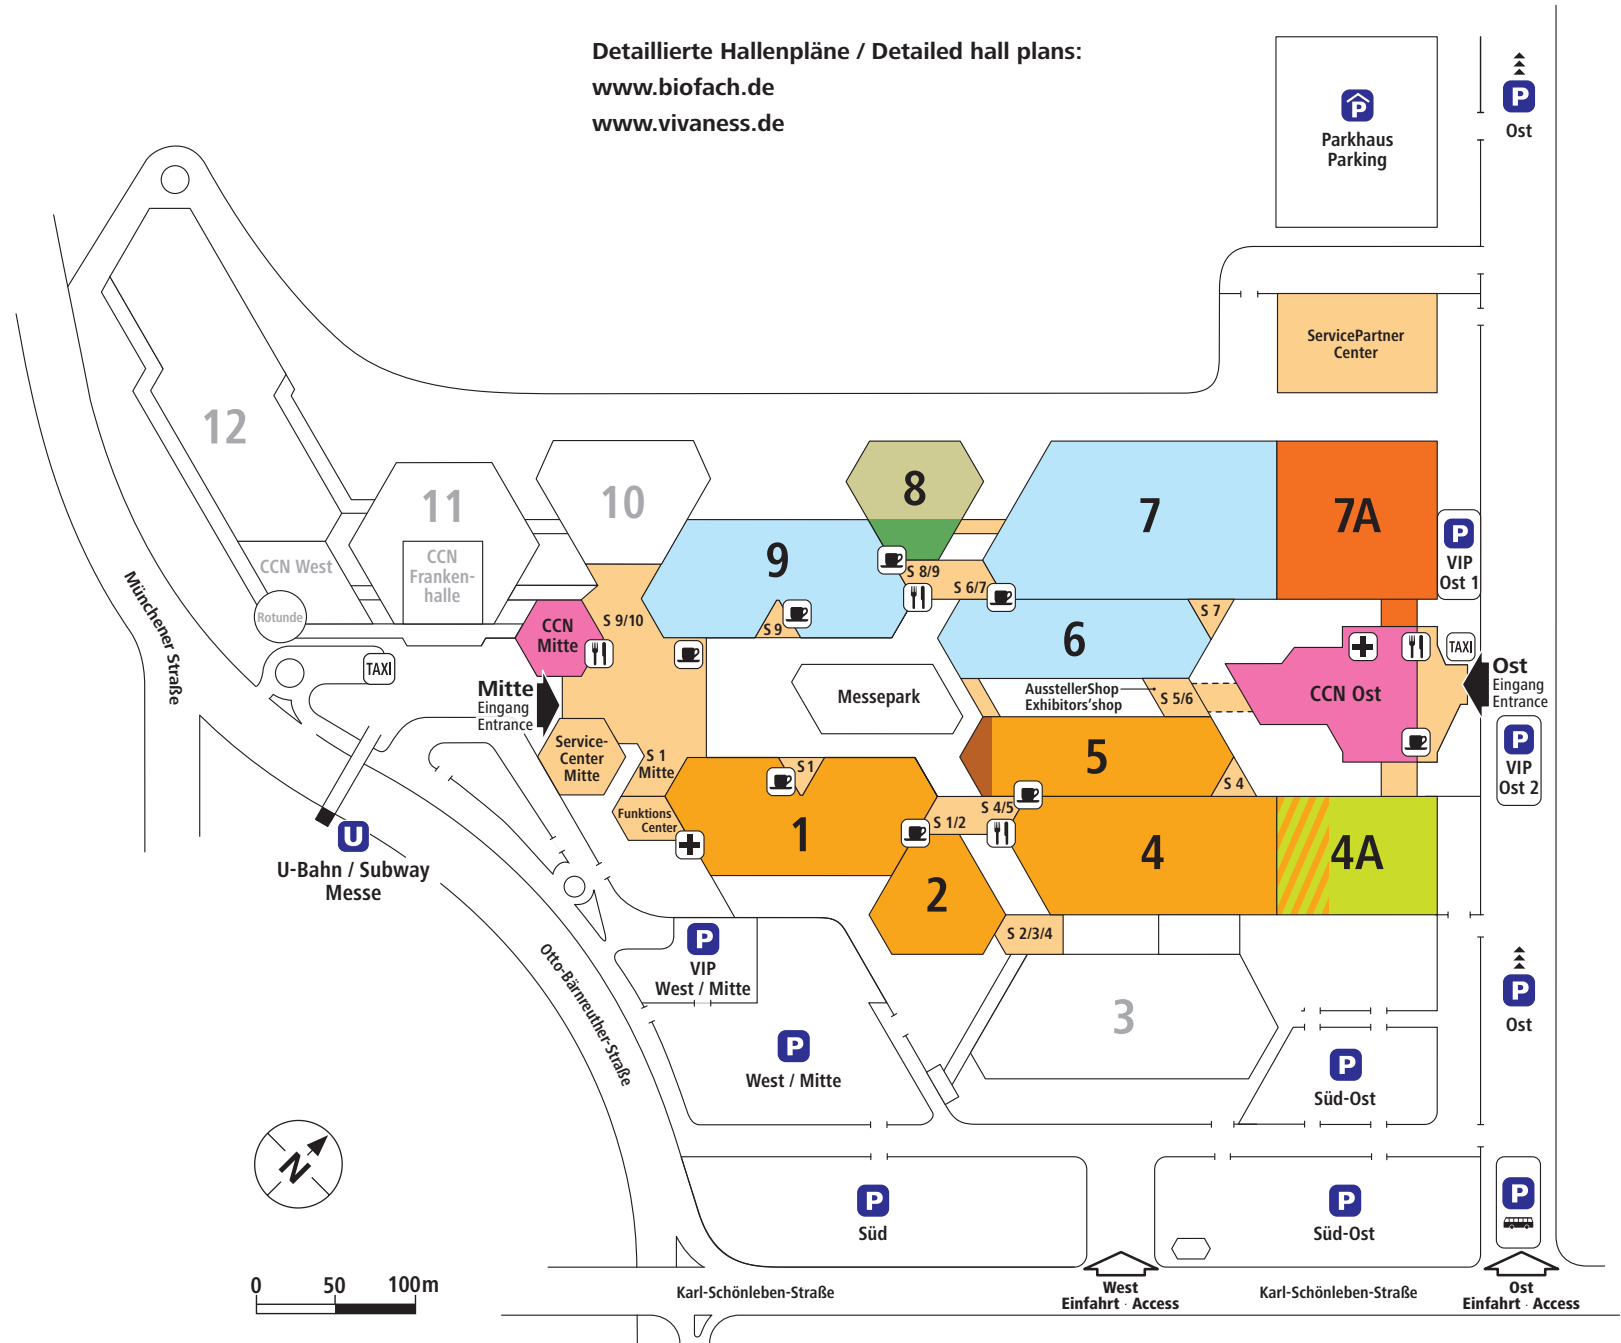 Detaillierte Hallenpläne / Detailed hall plans:
www.biofach.de
www.vivaness.de
P
Parkhaus
Parking
P
Ost
ServicePartner
Center
12
11
10
8
9
7
7A
P
VIP
Ost 1
CCN West
CCN
Franken-
halle
Rotunde
CCN
Mitte
S 9/10
S 9
S 8/9
S 6/7
S 7
6
TAXI
TAXI
Mitte
Eingang
Entrance
Messepark
AusstellerShop
Exhibitors'shop
S 5/6
CCN Ost
Ost
Eingang
Entrance
P
VIP
Ost 2
Service-
Center
Mitte
S 1
Mitte
S 1
5
S 4
Funktions
Center
1
S 1/2
S 4/5
4
4A
2
S 2/3/4
3
Münchener Straße
U
U-Bahn / Subway
Messe
Otto-Bärnreuther-Straße
P
VIP
West / Mitte
P
West / Mitte
P
Ost
P
Süd-Ost
P
Süd
P
Süd-Ost
P
N
0 50 100m
Karl-Schönleben-Straße
West
Einfahrt · Access
Karl-Schönleben-Straße
Ost
Einfahrt · Access